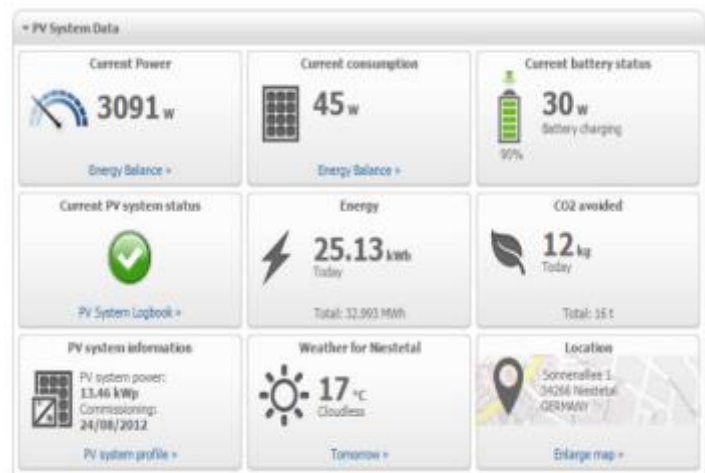 PV System Data
Current Power
3091 W
Energy Balance »
Current consumption
45 W
Energy Balance »
Current battery status
30 W
Battery charging
90%
Current PV system status
PV System Logbook »
Energy
25.13 kWh
Today
Total: 32.993 MWh
CO2 avoided
12 kg
Today
Total: 16 t
PV system information
PV system power:
13.46 kWp
Commissioning:
24/08/2012
PV system profile »
Weather for Niestetal
17 °C
Cloudless
Tomorrow »
Location
Sonnenallee 1
34266 Niestetal
GERMANY
Enlarge map »